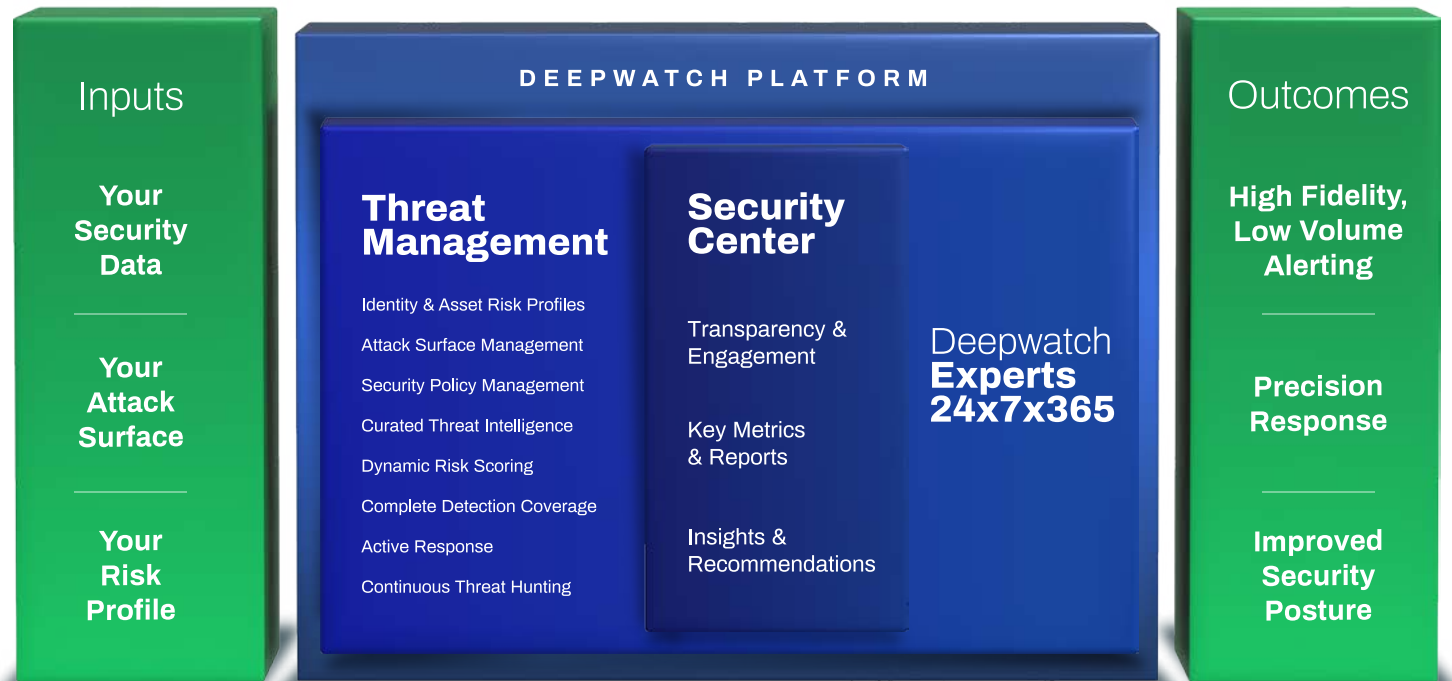 Inputs
Your
Security
Data
Your
Attack
Surface
Your
Risk
Profile
DEEPWATCH PLATFORM
Threat
Management
Identity & Asset Risk Profiles
Attack Surface Management
Security Policy Management
Curated Threat Intelligence
Dynamic Risk Scoring
Complete Detection Coverage
Active Response
Continuous Threat Hunting
Security
Center
Transparency &
Engagement
Key Metrics
& Reports
Insights &
Recommendations
Deepwatch
Experts
24x7x365
Outcomes
High Fidelity,
Low Volume
Alerting
Precision
Response
Improved
Security
Posture